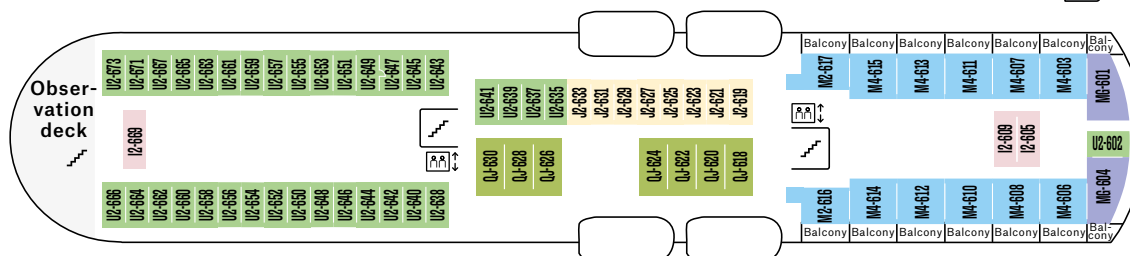 Balcony Balcony Balcony Balcony Balcony Balcony Bal-
cony
U2-673 U2-671 U2-667 U2-665 U2-663 U2-661 U2-659 U2-657 U2-655 U2-653 U2-651 U2-649 U2-647 U2-645 U2-643
M2-617 M4-615 M4-613 M4-611 M4-607 M4-603 M6-601
Obser-
vation
deck
U2-641 U2-639 U2-637 U2-635 J2-633 J2-631 J2-629 J2-627 J2-625 J2-623 J2-621 J2-619
I2-669
I2-609 I2-605
U2-602
QJ-630 QJ-628 QJ-626 QJ-624 QJ-622 QJ-620 QJ-618
U2-666 U2-664 U2-662 U2-660 U2-658 U2-656 U2-654 U2-652 U2-650 U2-648 U2-646 U2-644 U2-642 U2-640 U2-638
M2-616 M4-614 M4-612 M4-610 M4-608 M4-606 M6-604
Balcony Balcony Balcony Balcony Balcony Balcony Bal-
cony